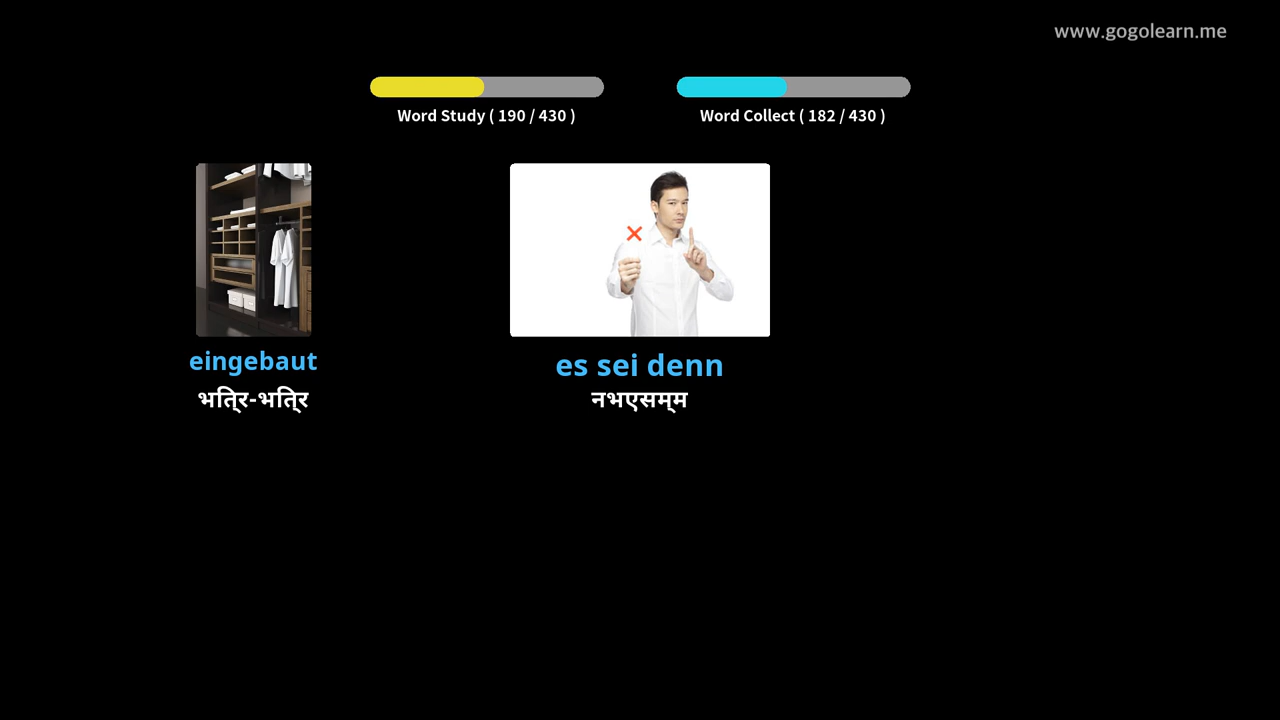 www.gogolearn.me
Word Study ( 190 / 430 )
Word Collect ( 182 / 430 )
eingebaut
भित्र-भित्रि
es sei denn
नभएसम्म